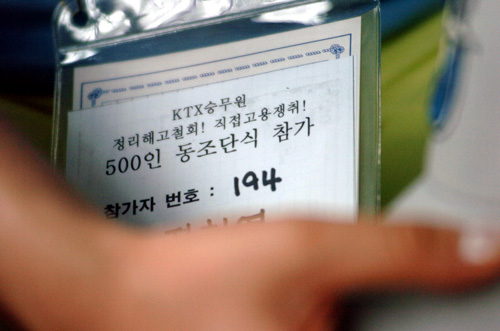 KTX승무원
정리해고철회! 직접고용쟁취!
500인 동조단식 참가
참가자 번호 : 194